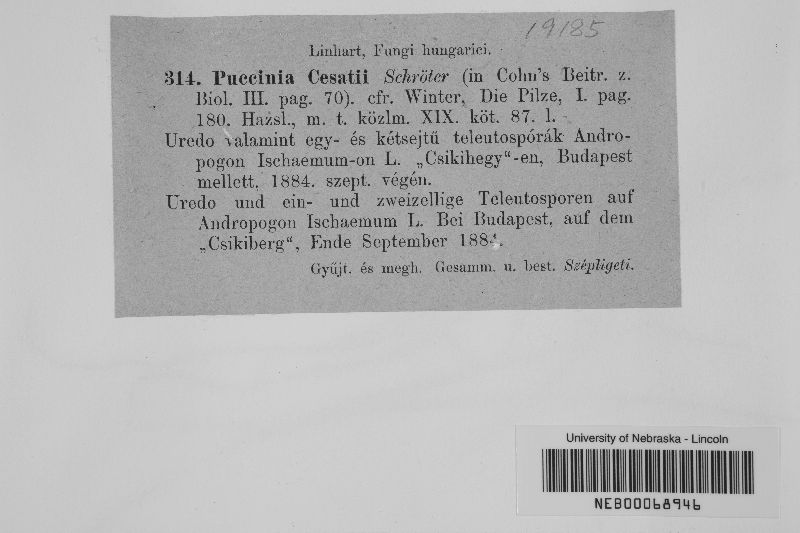 19185
Linhart, Fungi hungarici.
314. Puccinia Cesatii Schröter (in Cohn's Beitr. z.
Biol. III. pag. 70). cfr. Winter, Die Pilze, I. pag.
180. Hazsl., m. t. közlm. XIX. köt. 87. l.
Uredo valamint egy- és kétsejtű teleutospórák Andro-
pogon Ischaemum-on L. „Csikihegy“-en, Budapest
mellett, 1884. szept. végén.
Uredo und ein- und zweizellige Teleutosporen auf
Andropogon Ischaemum L. Bei Budapest, auf dem
„Csikiberg“, Ende September 1884.
Gyűjt. és megh. Gesamm. u. best. Szépligeti.
University of Nebraska - Lincoln
NEB00068946